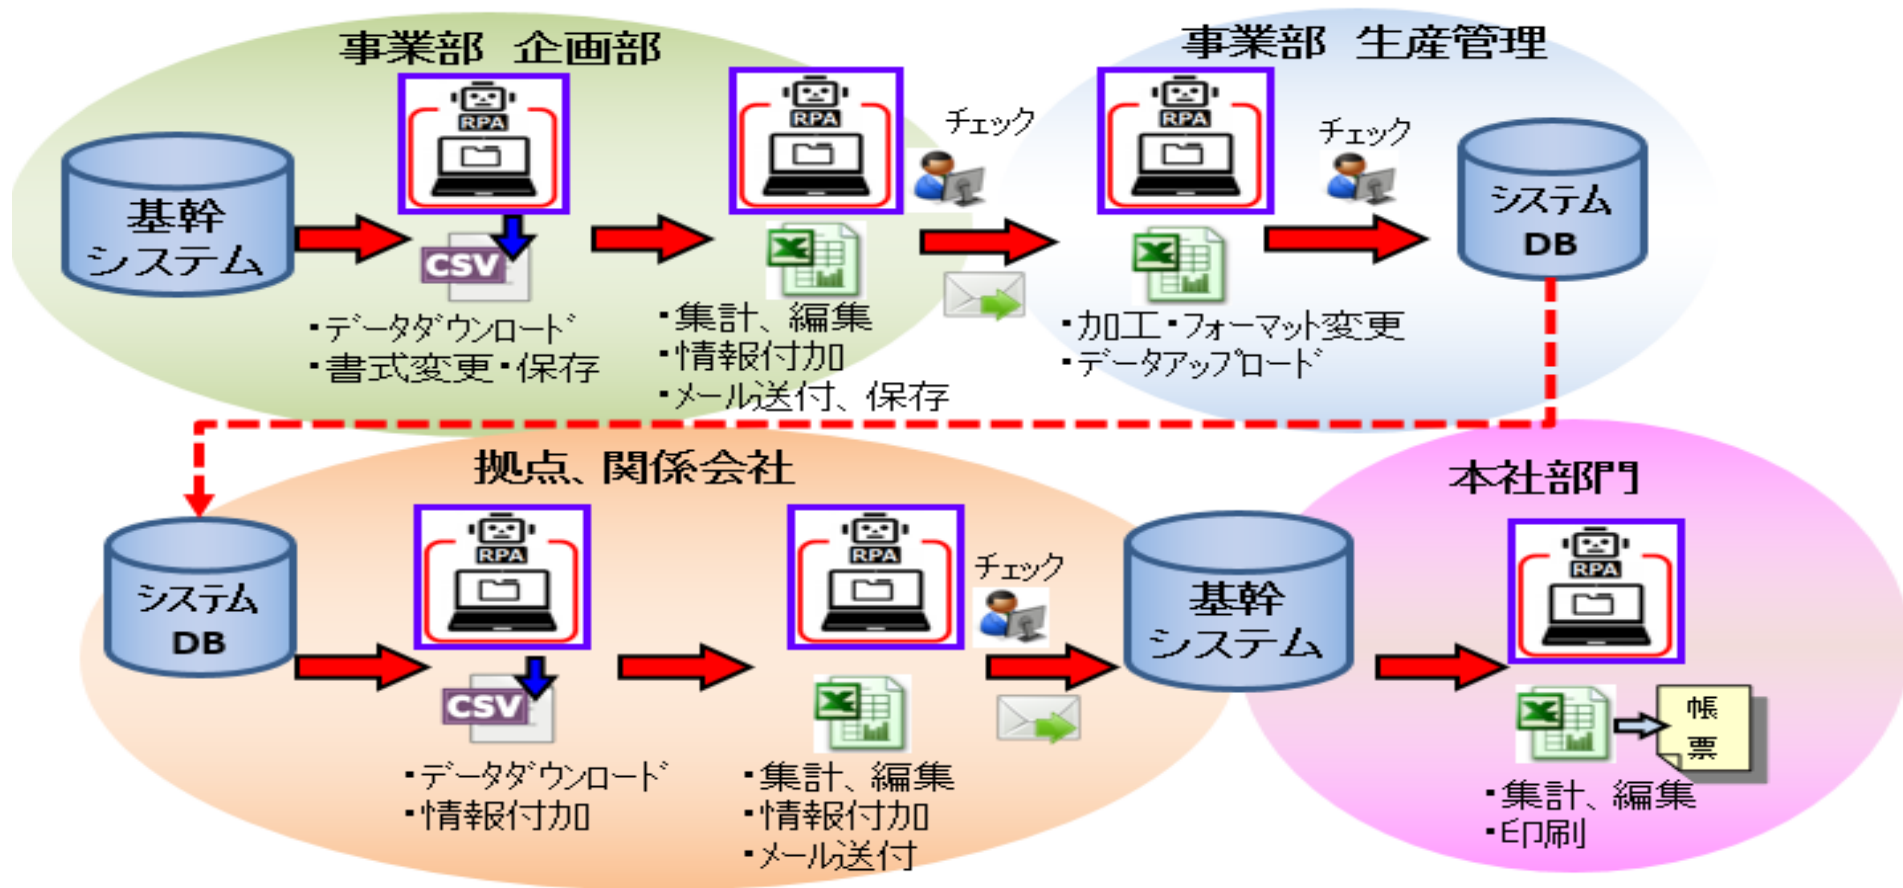 事業部 企画部
事業部 生産管理
RPA
RPA
チェック
RPA
チェック
基幹
システム
システム
DB
CSV
・データダウンロード
・書式変更・保存
・集計、編集
・情報付加
・メール送付、保存
・加工・フォーマット変更
・データアップロード
拠点、関係会社
本社部門
システム
DB
RPA
RPA
チェック
基幹
システム
RPA
CSV
帳
票
・データダウンロード
・情報付加
・集計、編集
・情報付加
・メール送付
・集計、編集
・印刷